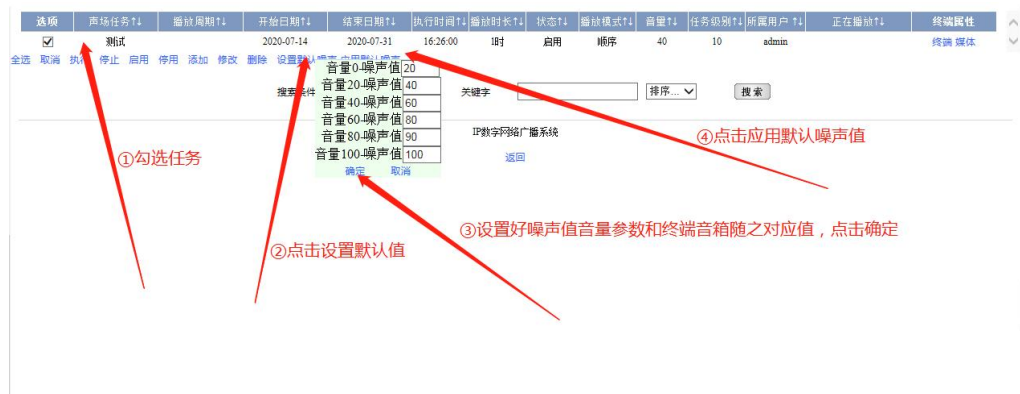 选项 声场任务↑↓ 播放周期↑↓ 开始日期↑↓ 结束日期↑↓ 执行时间↑↓ 播放时长↑↓ 状态↑↓ 播放模式↑↓ 音量↑↓ 任务级别↑↓ 所属用户↑↓ 正在播放↑↓ 终端属性
测试 2020-07-14 2020-07-31 16:26:00 1时 启用 顺序 40 10 admin 终端 媒体
全选 取消 执行 停止 启用 停用 添加 修改 删除 设置默认噪声 应用默认噪声
音量0-噪声值 20
搜索条件 音量20-噪声值 40 关键字 排序... 搜索
音量40-噪声值 60
音量60-噪声值 80
音量80-噪声值 90 IP数字网络广播系统
④点击应用默认噪声值
音量100-噪声值 100 返回
①勾选任务
确定 取消
③设置好噪声值音量参数和终端音箱随之对应值，点击确定
②点击设置默认值